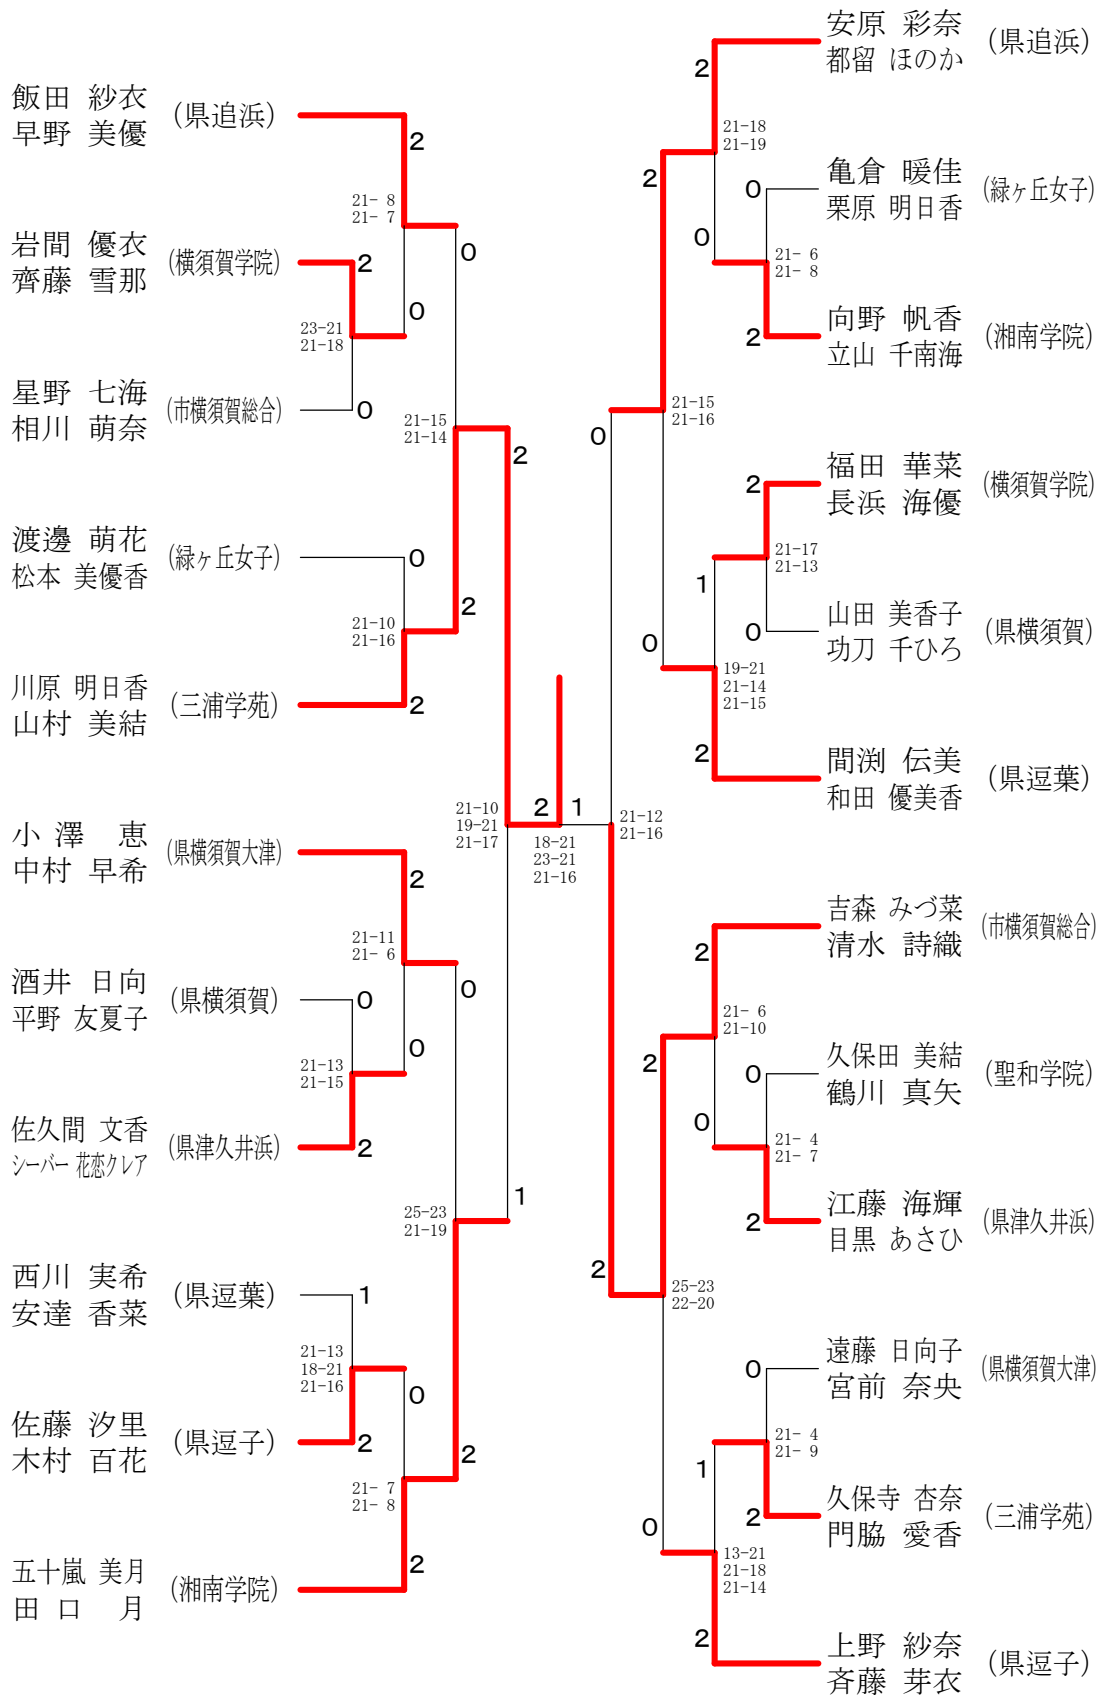 飯田 紗衣
早野 美優
(県追浜)
2
21- 8
21- 7
0
岩間 優衣
齊藤 雪那
(横須賀学院)
2
0
23-21
21-18
星野 七海
相川 萌奈
(市横須賀総合)
0
21-15
21-14
2
渡邊 萌花
松本 美優香
(緑ヶ丘女子)
0
2
21-10
21-16
川原 明日香
山村 美結
(三浦学苑)
2
小澤 恵
中村 早希
(県横須賀大津)
2
21-10
19-21
21-17
21-11
21- 6
0
酒井 日向
平野 友夏子
(県横須賀)
0
0
21-13
21-15
佐久間 文香
シーバー 花恋クレア
(県津久井浜)
2
1
25-23
21-19
西川 実希
安達 香菜
(県逗葉)
1
21-13
18-21
21-16
0
佐藤 汐里
木村 百花
(県逗子)
2
2
21- 7
21- 8
五十嵐 美月
田口 月
(湘南学院)
2
2
1
18-21
23-21
21-16
安原 彩奈
都留 ほのか
(県追浜)
2
21-18
21-19
2
亀倉 暖佳
栗原 明日香
(緑ヶ丘女子)
0
0
21- 6
21- 8
向野 帆香
立山 千南海
(湘南学院)
2
21-15
21-16
0
福田 華菜
長浜 海優
(横須賀学院)
2
21-17
21-13
1
山田 美香子
功刀 千ひろ
(県横須賀)
0
0
19-21
21-14
21-15
間渕 伝美
和田 優美香
(県逗葉)
2
21-12
21-16
吉森 みづ菜
清水 詩織
(市横須賀総合)
2
21- 6
21-10
2
久保田 美結
鶴川 真矢
(聖和学院)
0
0
21- 4
21- 7
江藤 海輝
目黒 あさひ
(県津久井浜)
2
2
25-23
22-20
遠藤 日向子
宮前 奈央
(県横須賀大津)
0
21- 4
21- 9
1
久保寺 杏奈
門脇 愛香
(三浦学苑)
2
0
13-21
21-18
21-14
上野 紗奈
斉藤 芽衣
(県逗子)
2